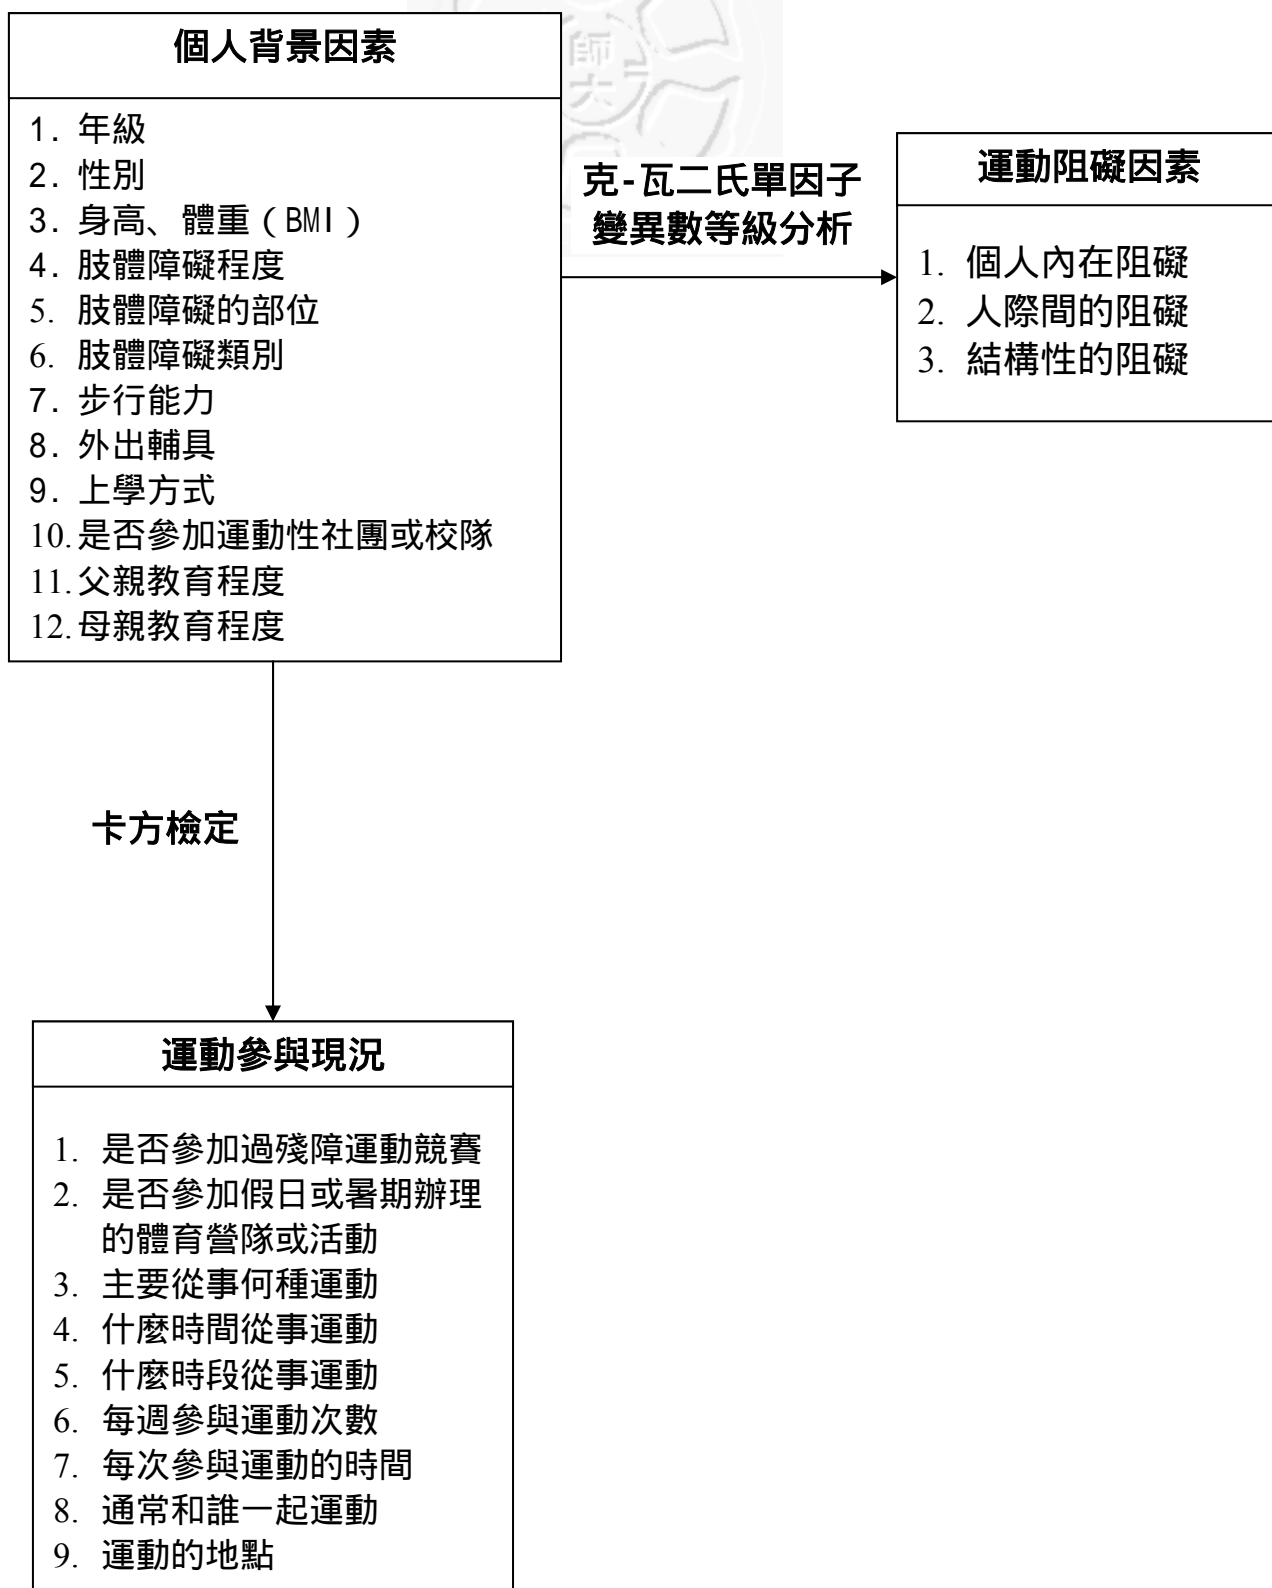 師
大
個人背景因素
1. 年級
2. 性別
3. 身高、體重（BMI）
4. 肢體障礙程度
5. 肢體障礙的部位
6. 肢體障礙類別
7. 步行能力
8. 外出輔具
9. 上學方式
10.是否參加運動性社團或校隊
11.父親教育程度
12.母親教育程度
克-瓦二氏單因子
變異數等級分析
運動阻礙因素
1. 個人內在阻礙
2. 人際間的阻礙
3. 結構性的阻礙
卡方檢定
運動參與現況
1. 是否參加過殘障運動競賽
2. 是否參加假日或暑期辦理
的體育營隊或活動
3. 主要從事何種運動
4. 什麼時間從事運動
5. 什麼時段從事運動
6. 每週參與運動次數
7. 每次參與運動的時間
8. 通常和誰一起運動
9. 運動的地點